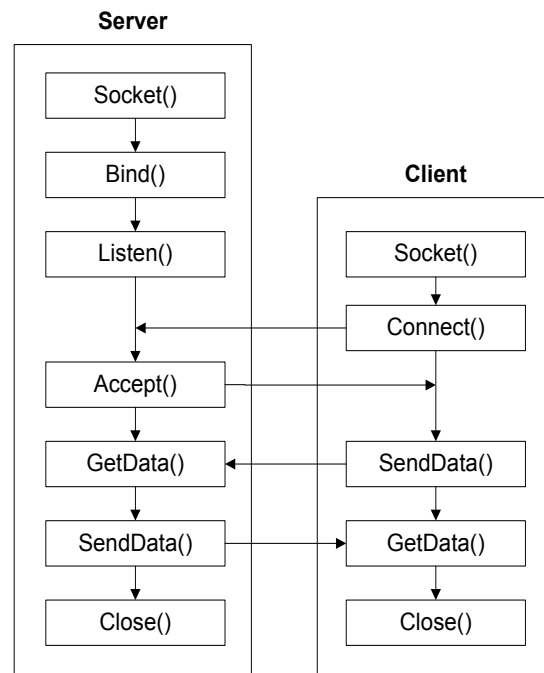 Server
Socket()
Bind()
Listen()
Accept()
GetData()
SendData()
Close()
Client
Socket()
Connect()
SendData()
GetData()
Close()